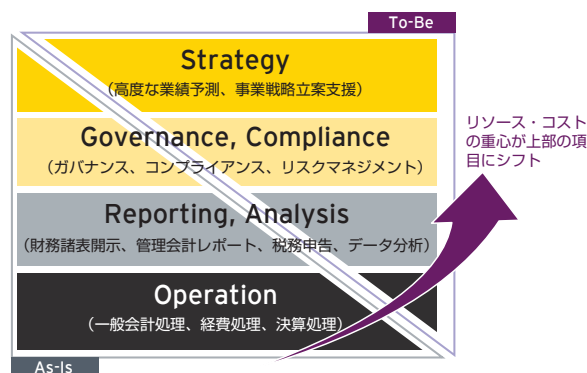 To-Be
Strategy
(高度な業績予測、事業戦略立案支援)
Governance, Compliance
(ガバナンス、コンプライアンス、リスクマネジメント)
Reporting, Analysis
(財務諸表開示、管理会計レポート、税務申告、データ分析)
Operation
(一般会計処理、経費処理、決算処理)
As-Is
リソース・コスト
の重心が上部の項
目にシフト